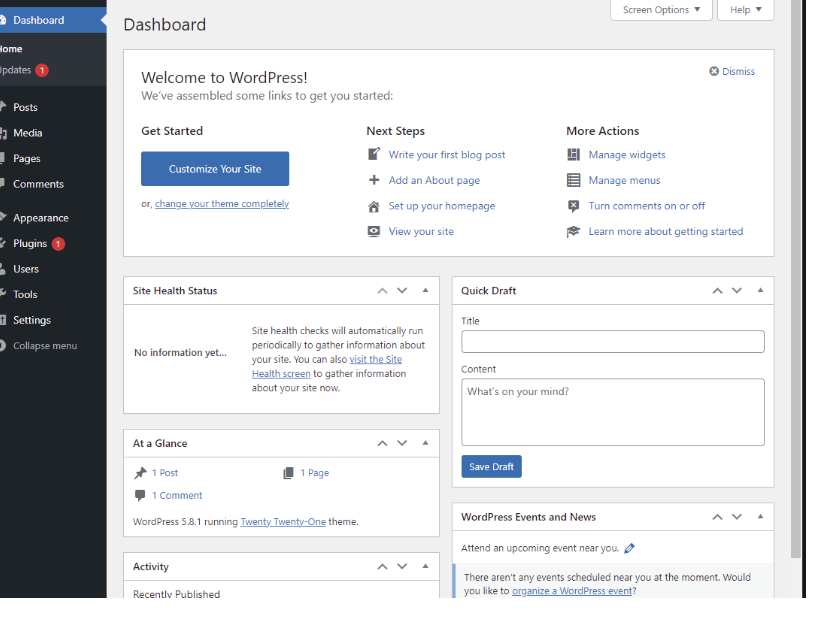 Dashboard
Home
Updates 1
Posts
Media
Pages
Comments
Appearance
Plugins 1
Users
Tools
Settings
Collapse menu
Screen Options ▼
Help ▼
Dashboard
Welcome to WordPress!
We've assembled some links to get you started:
Dismiss
Get Started
Customize Your Site
or, change your theme completely
Next Steps
Write your first blog post
Add an About page
Set up your homepage
View your site
More Actions
Manage widgets
Manage menus
Turn comments on or off
Learn more about getting started
Site Health Status
No information yet...
Site health checks will automatically run
periodically to gather information about
your site. You can also visit the Site
Health screen to gather information
about your site now.
At a Glance
1 Post
1 Page
1 Comment
WordPress 5.8.1 running Twenty Twenty-One theme.
Activity
Recently Published
Quick Draft
Title
Content
What's on your mind?
Save Draft
WordPress Events and News
Attend an upcoming event near you.
There aren't any events scheduled near you at the moment. Would
you like to organize a WordPress event?